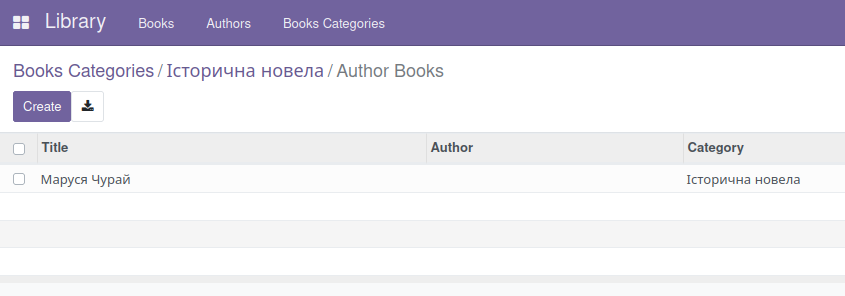 Library Books Authors Books Categories
Books Categories / Історична новела / Author Books
Create
Title Author Category
Маруся Чурай Історична новела